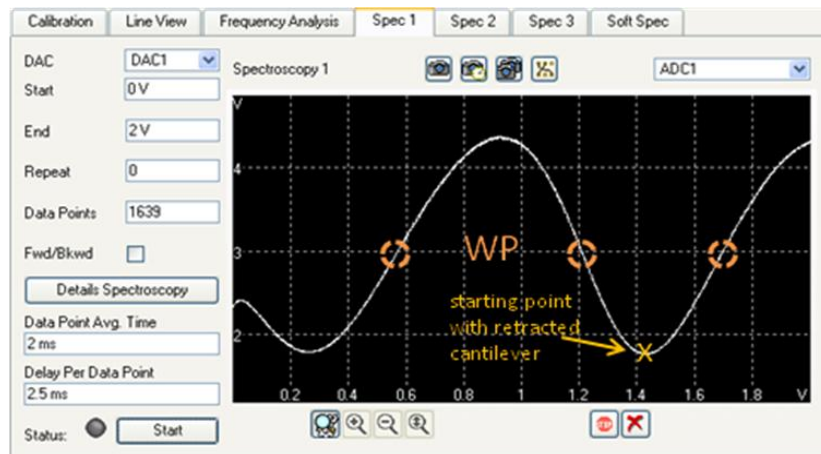 Calibration Line View Frequency Analysis Spec 1 Spec 2 Spec 3 Soft Spec
DAC DAC1
Start 0 V
End 2 V
Repeat 0
Data Points 1639
Fwd/Bkwd
Details Spectroscopy
Data Point Avg. Time
2 ms
Delay Per Data Point
2.5 ms
Status: Start
Spectroscopy 1 ADC1
V
4
3
2
WP
starting point
with retracted
cantilever
X
0.2 0.4 0.6 0.8 1 1.2 1.4 1.6 1.8 V
STOP